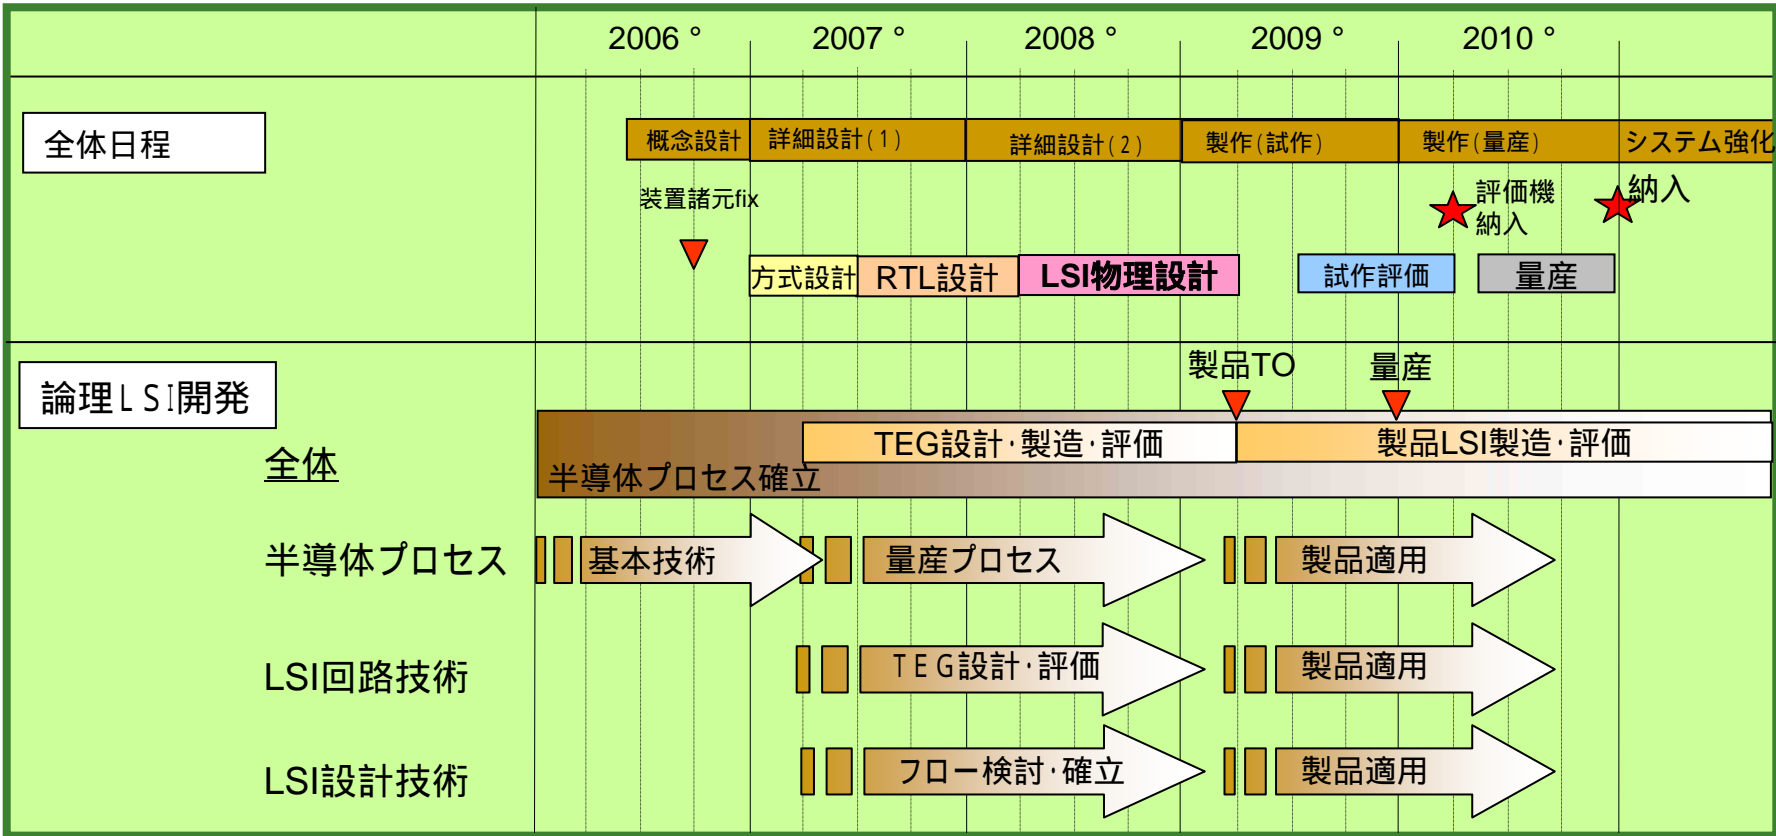 2006 °
2007 °
2008 °
2009 °
2010 °
全体日程
概念設計
詳細設計(1)
詳細設計(2)
製作(試作)
製作(量産)
システム強化
装置諸元fix
評価機
納入
納入
方式設計
RTL設計
LSI物理設計
試作評価
量産
論理LSI開発
製品TO
量産
全体
TEG設計・製造・評価
製品LSI製造・評価
半導体プロセス確立
半導体プロセス
基本技術
量産プロセス
製品適用
LSI回路技術
TEG設計・評価
製品適用
LSI設計技術
フロー検討・確立
製品適用